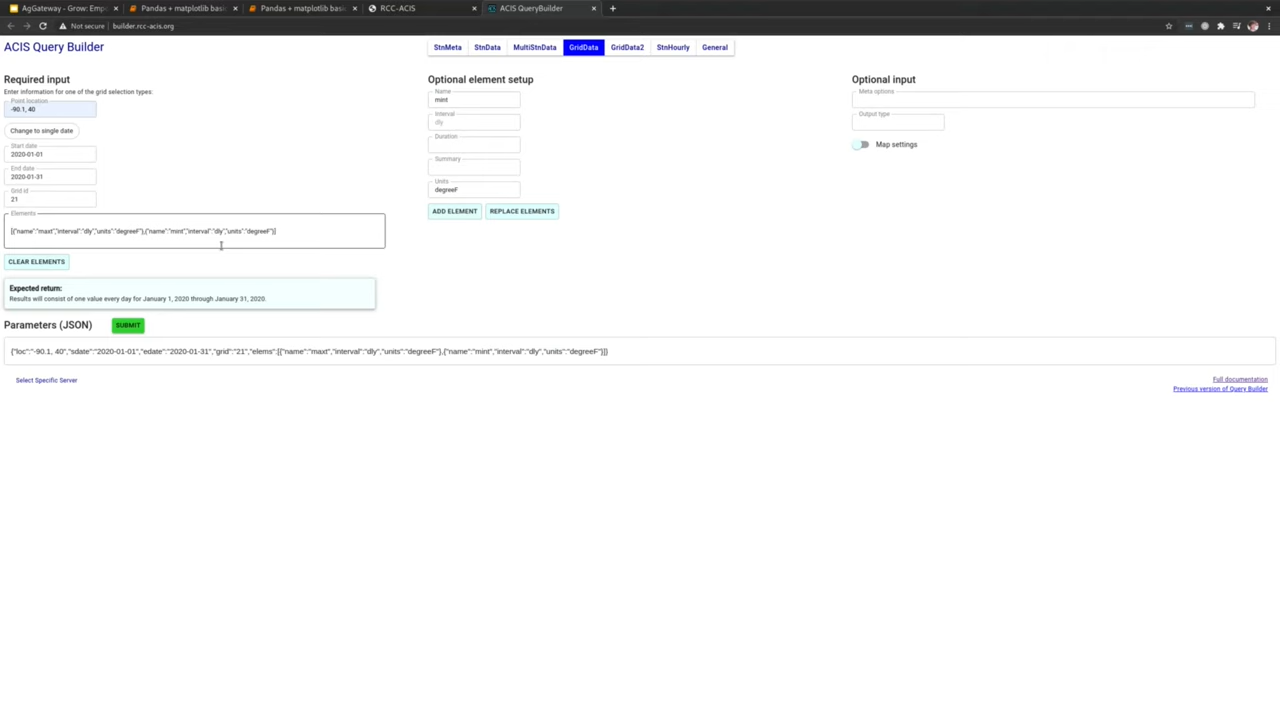 AgGateway - Grow: Empo
Pandas + matplotlib basic
Pandas + matplotlib basic
RCC-ACIS
ACIS QueryBuilder
Not secure
builder.rcc-acis.org
ACIS Query Builder
StnMeta
StnData
MultiStnData
GridData
GridData2
StnHourly
General
Required input
Enter information for one of the grid selection types:
Point location
-90.1, 40
Change to single date
Start date
2020-01-01
End date
2020-01-31
Grid id
21
Elements
[{"name":"maxt","interval":"dly","units":"degreeF"},{"name":"mint","interval":"dly","units":"degreeF"}]
CLEAR ELEMENTS
Expected return:
Results will consist of one value every day for January 1, 2020 through January 31, 2020.
Optional element setup
Name
mint
Interval
dly
Duration
Summary
Units
degreeF
ADD ELEMENT
REPLACE ELEMENTS
Optional input
Meta options
Output type
Map settings
Parameters (JSON)
SUBMIT
{"loc":"-90.1, 40","sdate":"2020-01-01","edate":"2020-01-31","grid":"21","elems":[{"name":"maxt","interval":"dly","units":"degreeF"},{"name":"mint","interval":"dly","units":"degreeF"}]}
Select Specific Server
Full documentation
Previous version of Query Builder